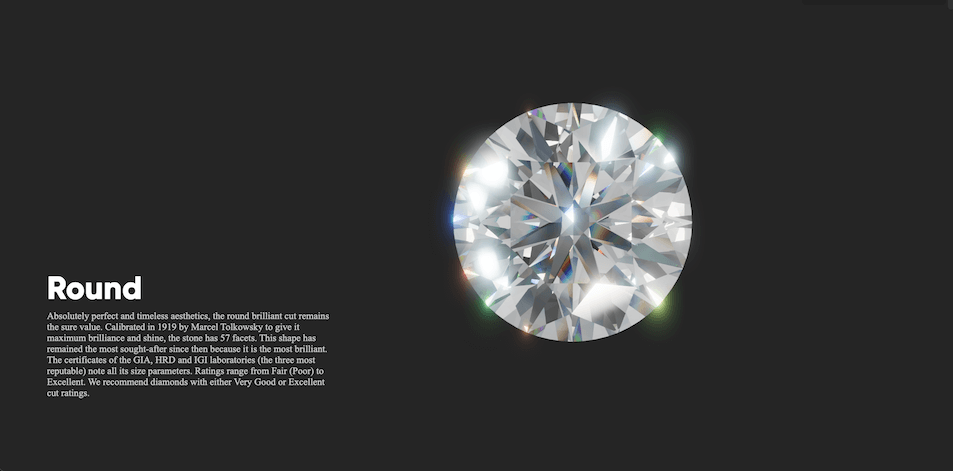 Round
Absolutely perfect and timeless aesthetics, the round brilliant cut remains
the sure value. Calibrated in 1919 by Marcel Tolkowsky to give it
maximum brilliance and shine, the stone has 57 facets. This shape has
remained the most sought-after since then because it is the most brilliant.
The certificates of the GIA, HRD and IGI laboratories (the three most
reputable) note all its size parameters. Ratings range from Fair (Poor) to
Excellent. We recommend diamonds with either Very Good or Excellent
cut ratings.